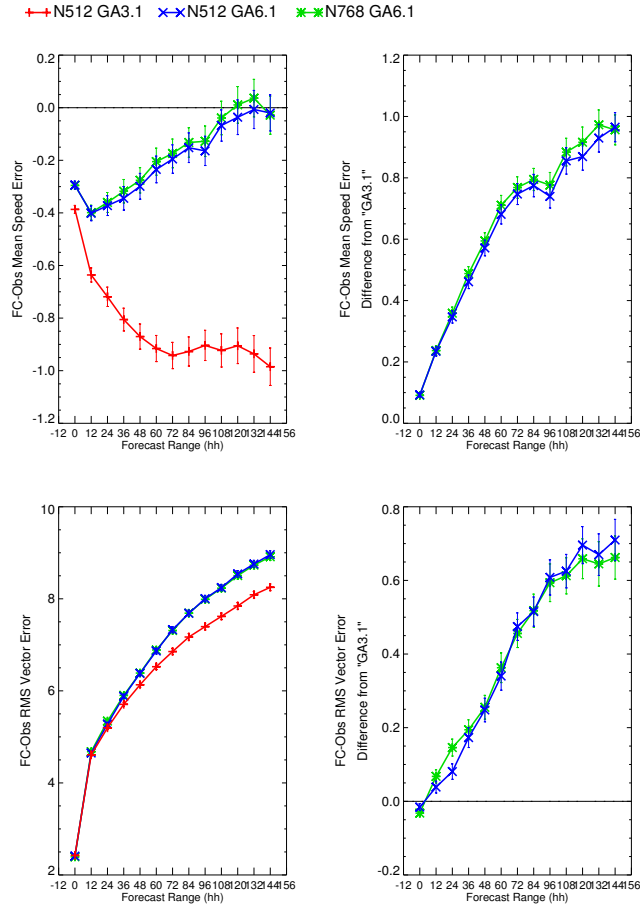 N512 GA3.1 N512 GA6.1 N768 GA6.1
0.2
0.0
-0.2
-0.4
-0.6
-0.8
-1.0
-1.2
FC-Obs Mean Speed Error
-12 0 12 24 36 48 60 72 84 96 108 120 132 144 156
Forecast Range (hh)
1.2
1.0
0.8
0.6
0.4
0.2
0.0
FC-Obs Mean Speed Error
Difference from "GA3.1"
-12 0 12 24 36 48 60 72 84 96 108 120 132 144 156
Forecast Range (hh)
10
8
6
4
2
FC-Obs RMS Vector Error
-12 0 12 24 36 48 60 72 84 96 108 120 132 144 156
Forecast Range (hh)
0.8
0.6
0.4
0.2
0.0
-0.2
FC-Obs RMS Vector Error
Difference from "GA3.1"
-12 0 12 24 36 48 60 72 84 96 108 120 132 144 156
Forecast Range (hh)